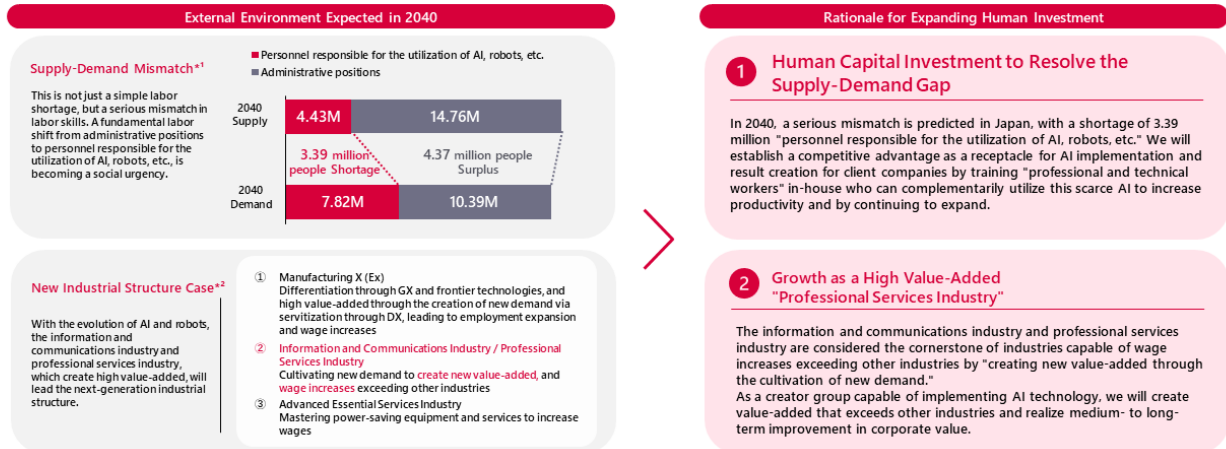 External Environment Expected in 2040
Supply-Demand Mismatch*1
This is not just a simple labor
shortage, but a serious mismatch in
labor skills. A fundamental labor
shift from administrative positions
to personnel responsible for the
utilization of AI, robots, etc., is
becoming a social urgency.
Personnel responsible for the utilization of AI, robots, etc.
Administrative positions
2040
Supply
4.43M
14.76M
3.39 million
people Shortage
4.37 million people
Surplus
2040
Demand
7.82M
10.39M
New Industrial Structure Case*2
With the evolution of AI and robots,
the information and
communications industry and
professional services industry,
which create high value-added, will
lead the next-generation industrial
structure.
① Manufacturing X (Ex)
Differentiation through GX and frontier technologies, and
high value-added through the creation of new demand via
servitization through DX, leading to employment expansion
and wage increases
② Information and Communications Industry / Professional
Services Industry
Cultivating new demand to create new value-added, and
wage increases exceeding other industries
③ Advanced Essential Services Industry
Mastering power-saving equipment and services to increase
wages
Rationale for Expanding Human Investment
1 Human Capital Investment to Resolve the
Supply-Demand Gap
In 2040, a serious mismatch is predicted in Japan, with a shortage of 3.39
million "personnel responsible for the utilization of AI, robots, etc." We will
establish a competitive advantage as a receptacle for AI implementation and
result creation for client companies by training "professional and technical
workers" in-house who can complementarily utilize this scarce AI to increase
productivity and by continuing to expand.
2 Growth as a High Value-Added
"Professional Services Industry"
The information and communications industry and professional services
industry are considered the cornerstone of industries capable of wage
increases exceeding other industries by "creating new value-added through
the cultivation of new demand."
As a creator group capable of implementing AI technology, we will create
value-added that exceeds other industries and realize medium- to long-
term improvement in corporate value.